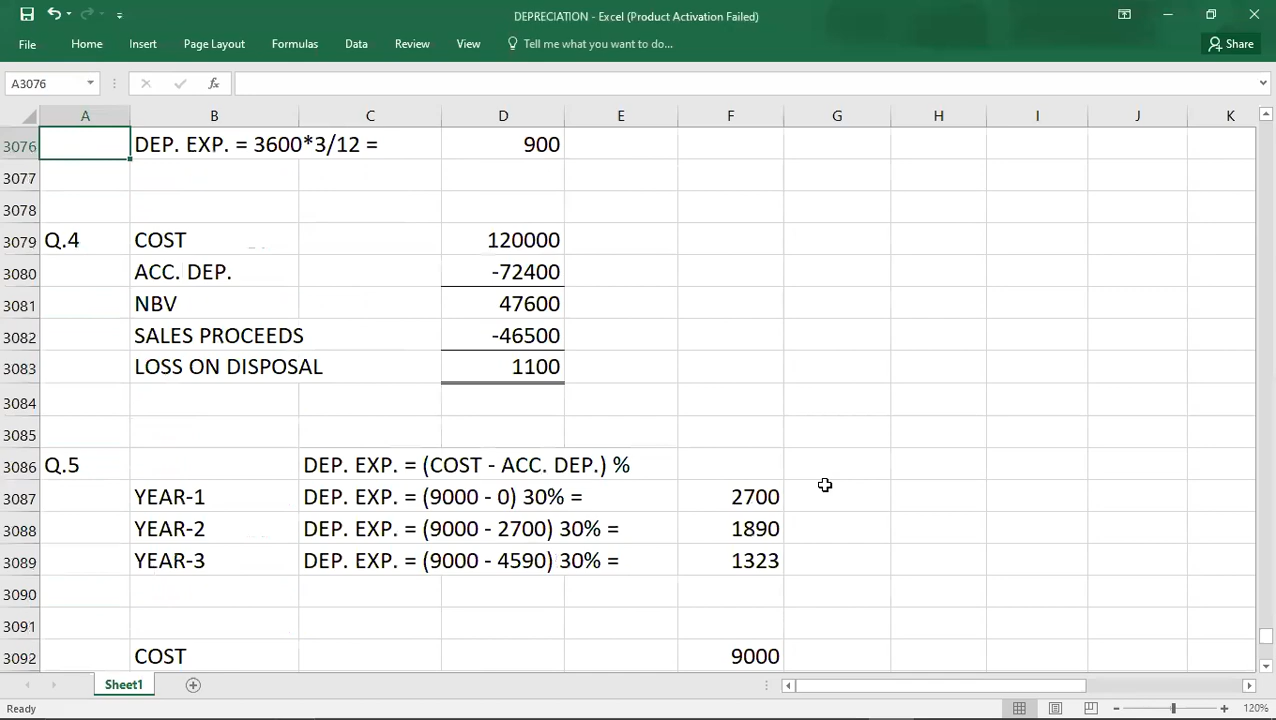 DEPRECIATION - Excel (Product Activation Failed)
File Home Insert Page Layout Formulas Data Review View Tell me what you want to do... Share
A3076 fx
A B C D E F G H I J K
3076 DEP. EXP. = 3600*3/12 = 900
3077
3078
3079 Q.4 COST 120000
3080 ACC. DEP. -72400
3081 NBV 47600
3082 SALES PROCEEDS -46500
3083 LOSS ON DISPOSAL 1100
3084
3085
3086 Q.5 DEP. EXP. = (COST - ACC. DEP.) %
3087 YEAR-1 DEP. EXP. = (9000 - 0) 30% = 2700
3088 YEAR-2 DEP. EXP. = (9000 - 2700) 30% = 1890
3089 YEAR-3 DEP. EXP. = (9000 - 4590) 30% = 1323
3090
3091
3092 COST 9000
Sheet1
Ready 120%